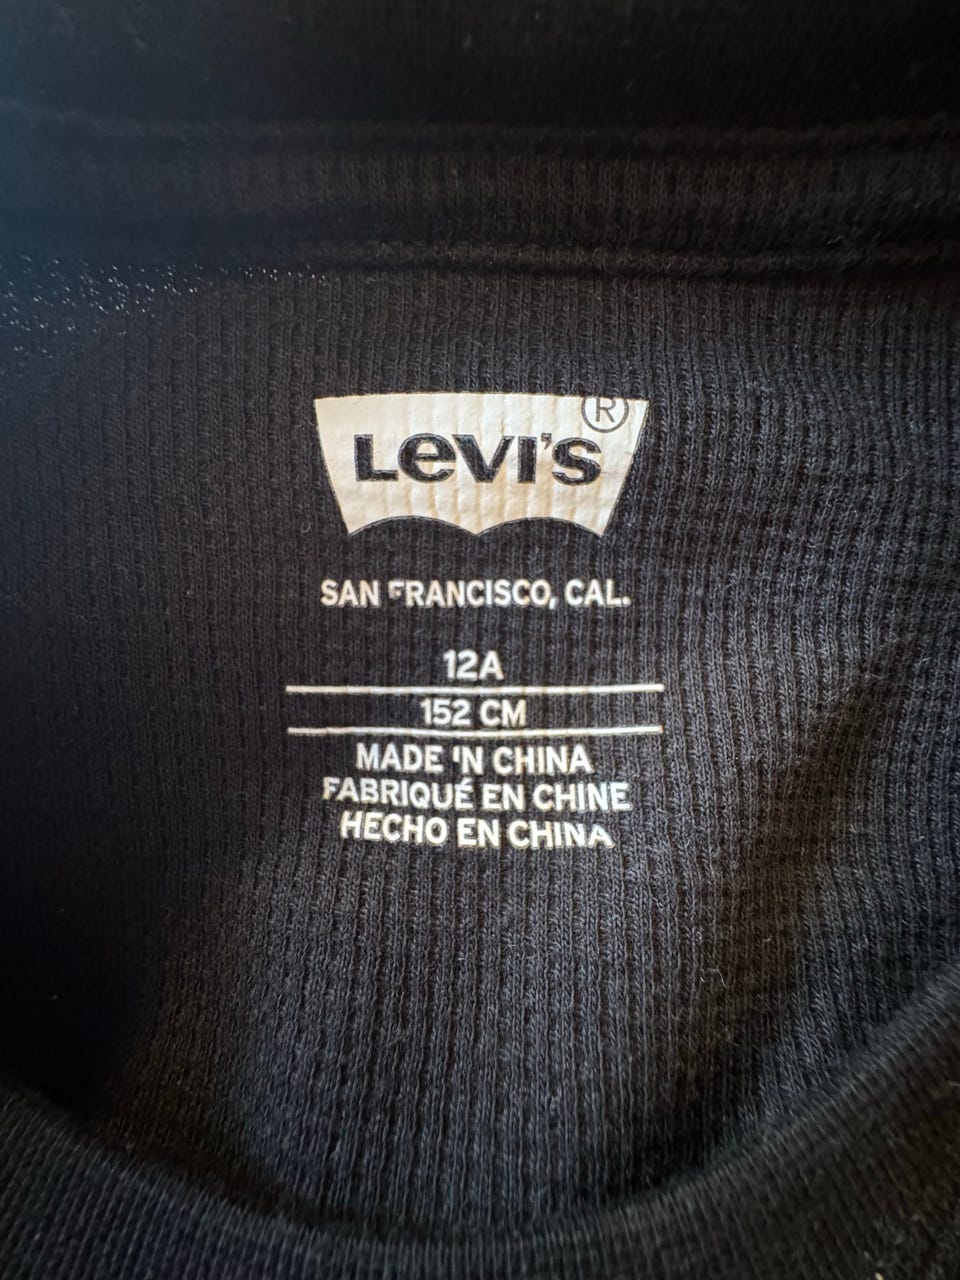 Levi's®
SAN FRANCISCO, CAL.
12A
152 CM
MADE IN CHINA
FABRIQUÉ EN CHINE
HECHO EN CHINA